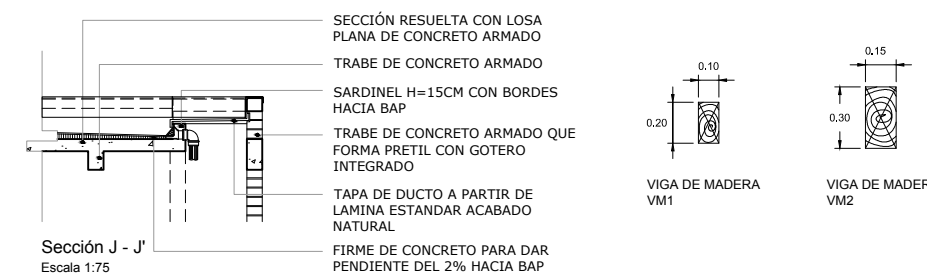 SECCIÓN RESUELTA CON LOSA
PLANA DE CONCRETO ARMADO
TRABE DE CONCRETO ARMADO
SARDINEL H=15CM CON BORDES
HACIA BAP
TRABE DE CONCRETO ARMADO QUE
FORMA PRETIL CON GOTERO
INTEGRADO
TAPA DE DUCTO A PARTIR DE
LAMINA ESTANDAR ACABADO
NATURAL
FIRME DE CONCRETO PARA DAR
PENDIENTE DEL 2% HACIA BAP
Sección J - J'
Escala 1:75
0.10
0.20
VIGA DE MADERA
VM1
0.15
0.30
VIGA DE MADER
VM2